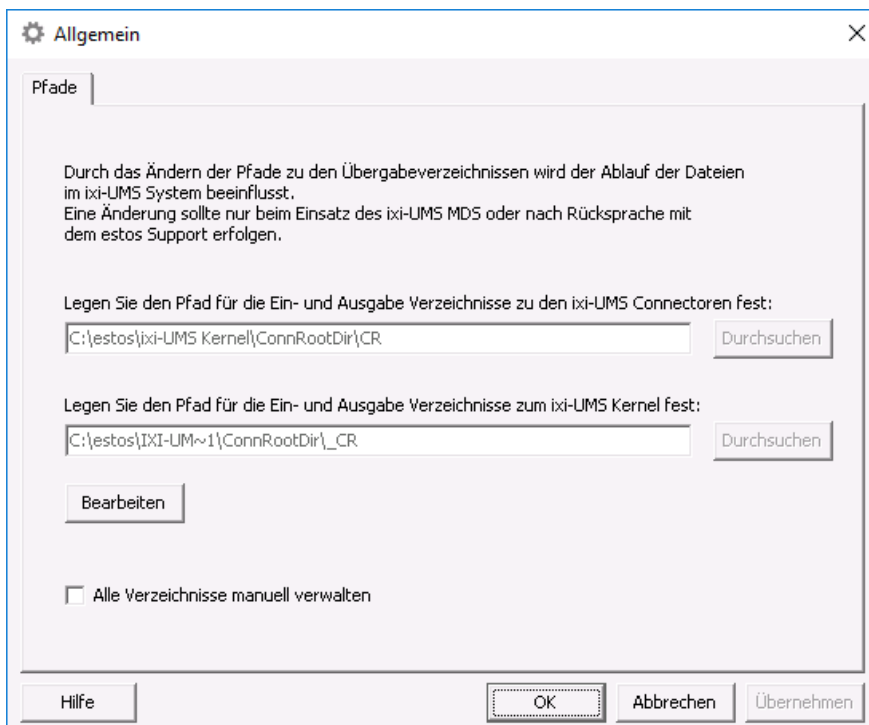 Allgemein
Pfade
Durch das Ändern der Pfade zu den Übergabeverzeichnissen wird der Ablauf der Dateien
im ixi-UMS System beeinflusst.
Eine Änderung sollte nur beim Einsatz des ixi-UMS MDS oder nach Rücksprache mit
dem estos Support erfolgen.
Legen Sie den Pfad für die Ein- und Ausgabe Verzeichnisse zu den ixi-UMS Connectoren fest:
C:\estos\ixi-UMS Kernel\ConnRootDir\CR
Durchsuchen
Legen Sie den Pfad für die Ein- und Ausgabe Verzeichnisse zum ixi-UMS Kernel fest:
C:\estos\IXI-UM~1\ConnRootDir\_CR
Durchsuchen
Bearbeiten
Alle Verzeichnisse manuell verwalten
Hilfe
OK
Abbrechen
Übernehmen